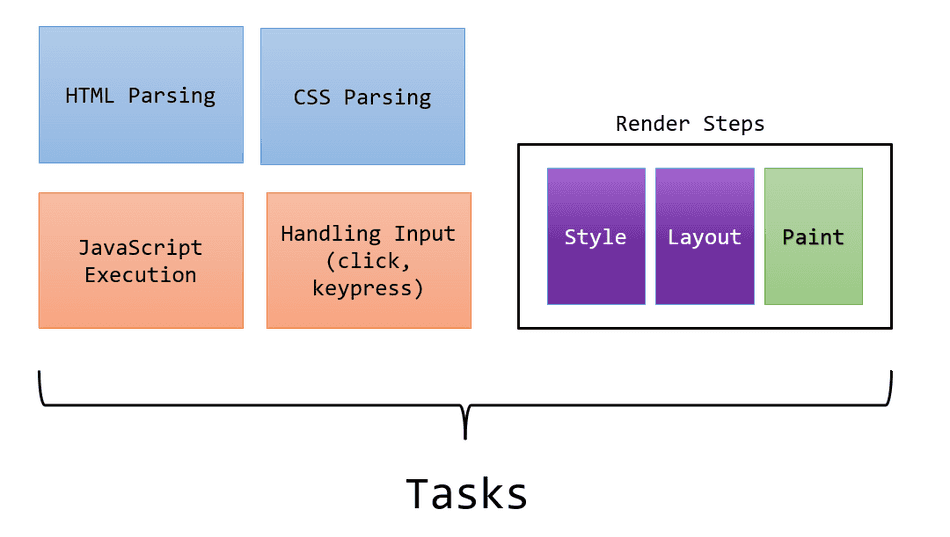 HTML Parsing
CSS Parsing
Render Steps
JavaScript
Execution
Handling Input
(click,
keypress)
Style
Layout
Paint
Tasks